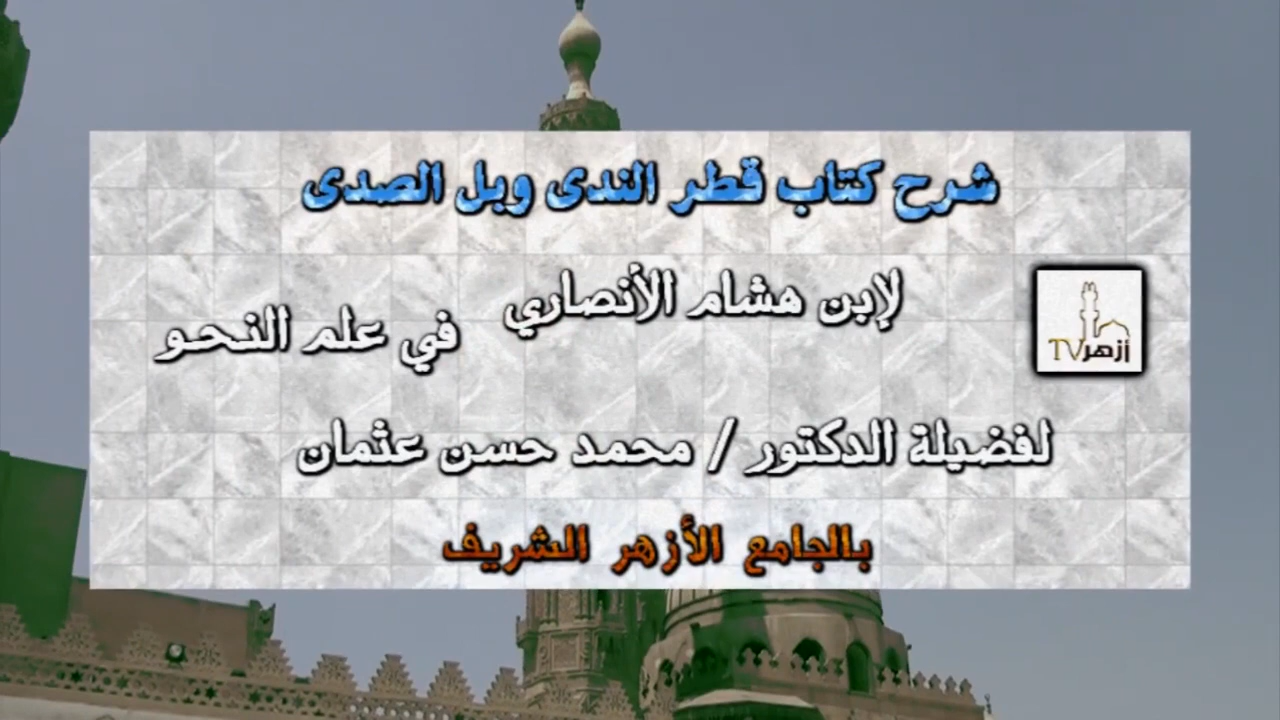 شرح كتاب قطر الندى وبل الصدى
لإبن هشام الأنصاري في علم النحو
أزهر TV
لفضيلة الدكتور / محمد حسن عثمان
بالجامع الأزهر الشريف